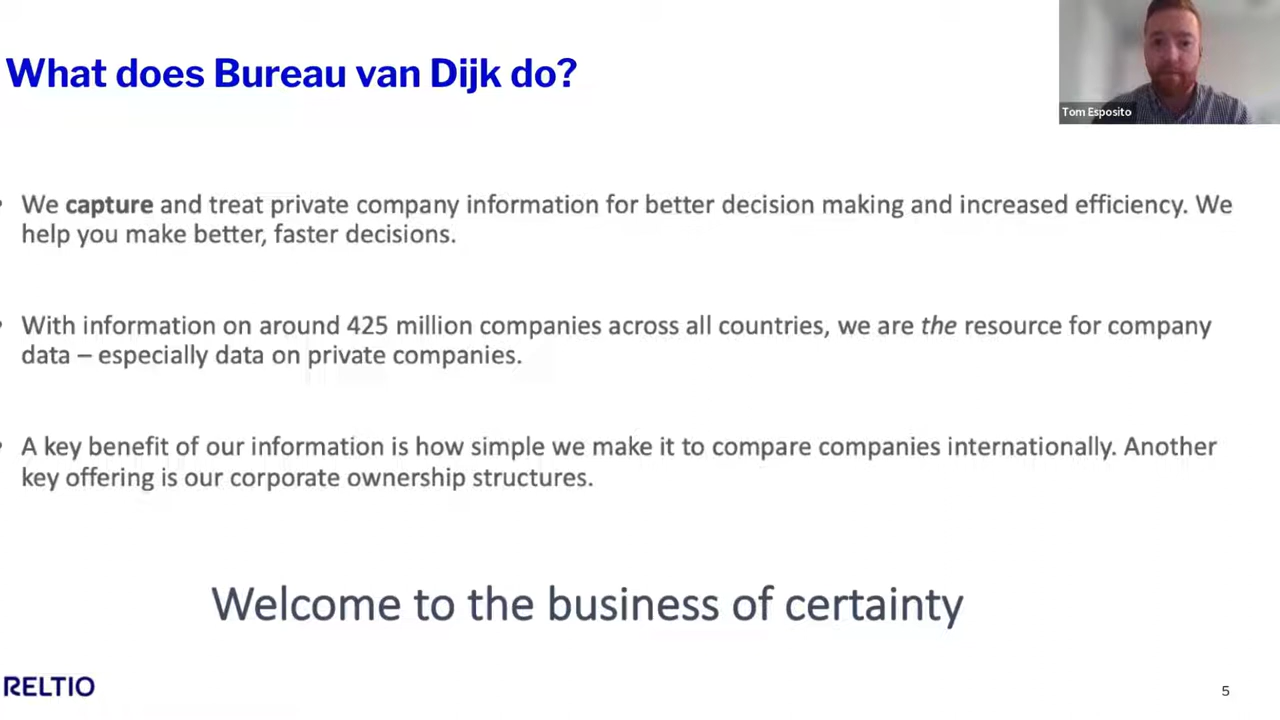 What does Bureau van Dijk do?
Tom Esposito
• We capture and treat private company information for better decision making and increased efficiency. We
help you make better, faster decisions.
• With information on around 425 million companies across all countries, we are the resource for company
data – especially data on private companies.
• A key benefit of our information is how simple we make it to compare companies internally. Another
key offering is our corporate ownership structures.
Welcome to the business of certainty
RELTIO
5